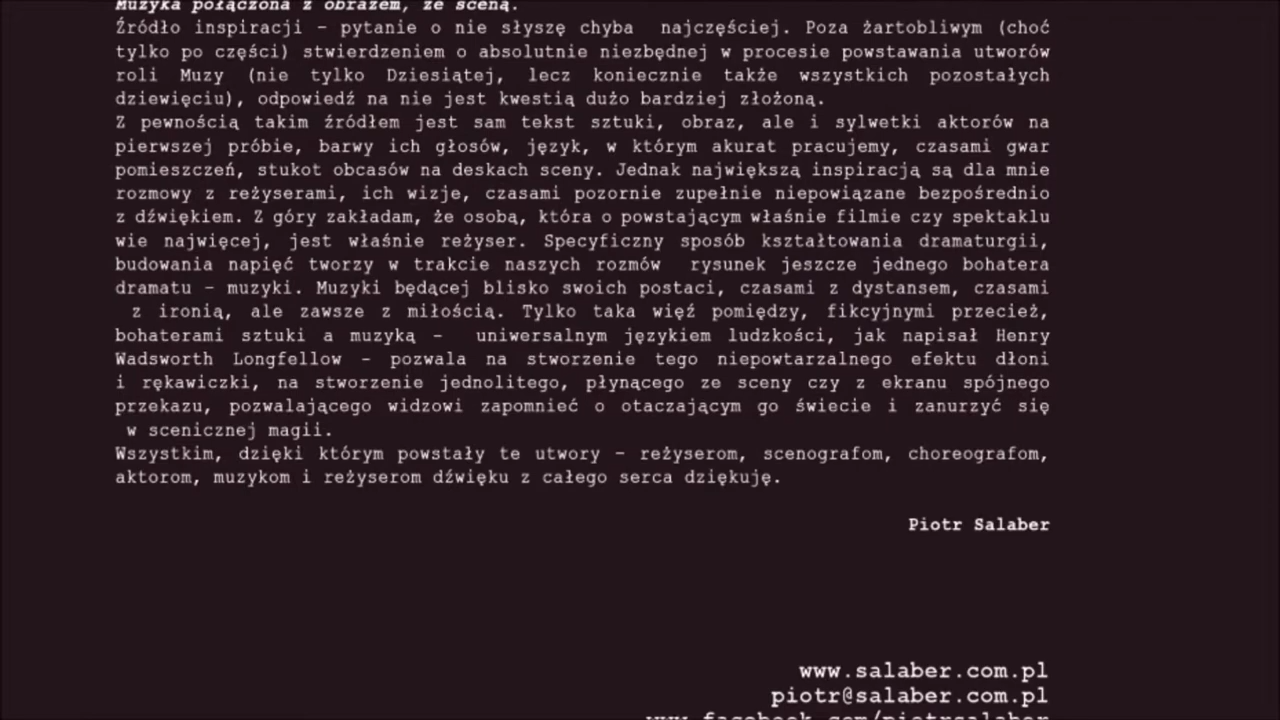 Muzyka połączona z obrazem, ze sceną.
Źródło inspiracji - pytanie o nie słyszę chyba najczęściej. Poza żartobliwym (choć
tylko po części) stwierdzeniem o absolutnie niezbędnej w procesie powstawania utworów
roli Muzy (nie tylko Dziesiątej, lecz koniecznie także wszystkich pozostałych
dziewięciu), odpowiedź na nie jest kwestią dużo bardziej złożoną.
Z pewnością takim źródłem jest sam tekst sztuki, obraz, ale i sylwetki aktorów na
pierwszej próbie, barwy ich głosów, język, w którym akurat pracujemy, czasami gwar
pomieszczeń, stukot obcasów na deskach sceny. Jednak największą inspiracją są dla mnie
rozmowy z reżyserami, ich wizje, czasami pozornie zupełnie niepowiązane bezpośrednio
z dźwiękiem. Z góry zakładam, że osobą, która o powstającym właśnie filmie czy spektaklu
wie najwięcej, jest właśnie reżyser. Specyficzny sposób kształtowania dramaturgii,
budowania napięć tworzy w trakcie naszych rozmów rysunek jeszcze jednego bohatera
dramatu - muzyki. Muzyki będącej blisko swoich postaci, czasami z dystansem, czasami
z ironią, ale zawsze z miłością. Tylko taka więź pomiędzy, fikcyjnymi przecież,
bohaterami sztuki a muzyką - uniwersalnym językiem ludzkości, jak napisał Henry
Wadsworth Longfellow - pozwala na stworzenie tego niepowtarzalnego efektu dłoni
i rękawiczki, na stworzenie jednolitego, płynącego ze sceny czy z ekranu spójnego
przekazu, pozwalającego widzowi zapomnieć o otaczającym go świecie i zanurzyć się
w scenicznej magii.
Wszystkim, dzięki którym powstały te utwory - reżyserom, scenografom, choreografom,
aktorom, muzykom i reżyserom dźwięku z całego serca dziękuję.
Piotr Salaber
www.salaber.com.pl
piotr@salaber.com.pl
www.facebook.com/piotrsalaber